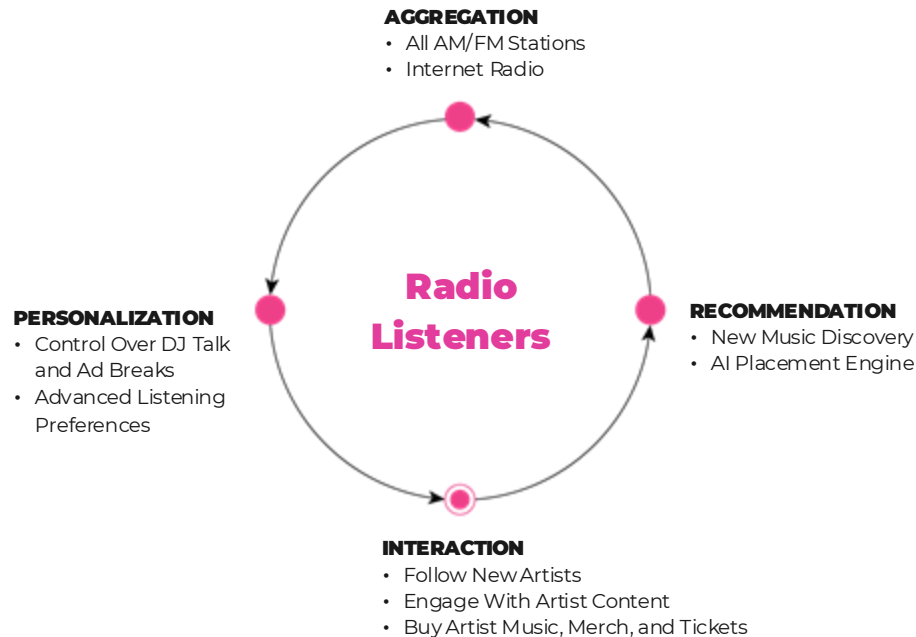 AGGREGATION
• All AM/FM Stations
• Internet Radio
Radio
Listeners
PERSONALIZATION
• Control Over DJ Talk
and Ad Breaks
• Advanced Listening
Preferences
RECOMMENDATION
• New Music Discovery
• AI Placement Engine
INTERACTION
• Follow New Artists
• Engage With Artist Content
• Buy Artist Music, Merch, and Tickets